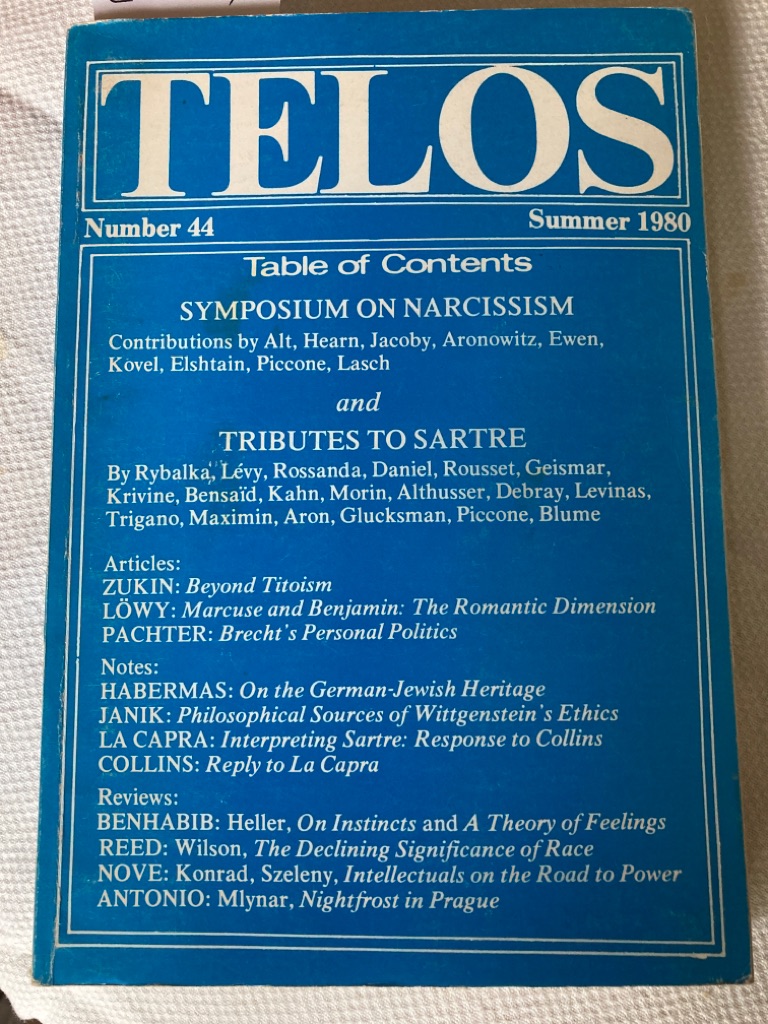 TELOS
Number 44 Summer 1980
Table of Contents
SYMPOSIUM ON NARCISSISM
Contributions by Alt, Hearn, Jacoby, Aronowitz, Ewen,
Kovel, Elshtain, Piccone, Lasch
and
TRIBUTES TO SARTRE
By Rybalka, Lévy, Rossanda, Daniel, Rousset, Geismar,
Krivine, Bensaïd, Kahn, Morin, Althusser, Debray, Levinas,
Trigano, Maximin, Aron, Glucksman, Piccone, Blume
Articles:
ZUKIN: Beyond Titoism
LÖWY: Marcuse and Benjamin: The Romantic Dimension
PACHTER: Brecht's Personal Politics
Notes:
HABERMAS: On the German-Jewish Heritage
JANIK: Philosophical Sources of Wittgenstein's Ethics
LA CAPRA: Interpreting Sartre: Response to Collins
COLLINS: Reply to La Capra
Reviews:
BENHABIB: Heller, On Instincts and A Theory of Feelings
REED: Wilson, The Declining Significance of Race
NOVE: Konrad, Szeleny, Intellectuals on the Road to Power
ANTONIO: Mlynar, Nightfrost in Prague